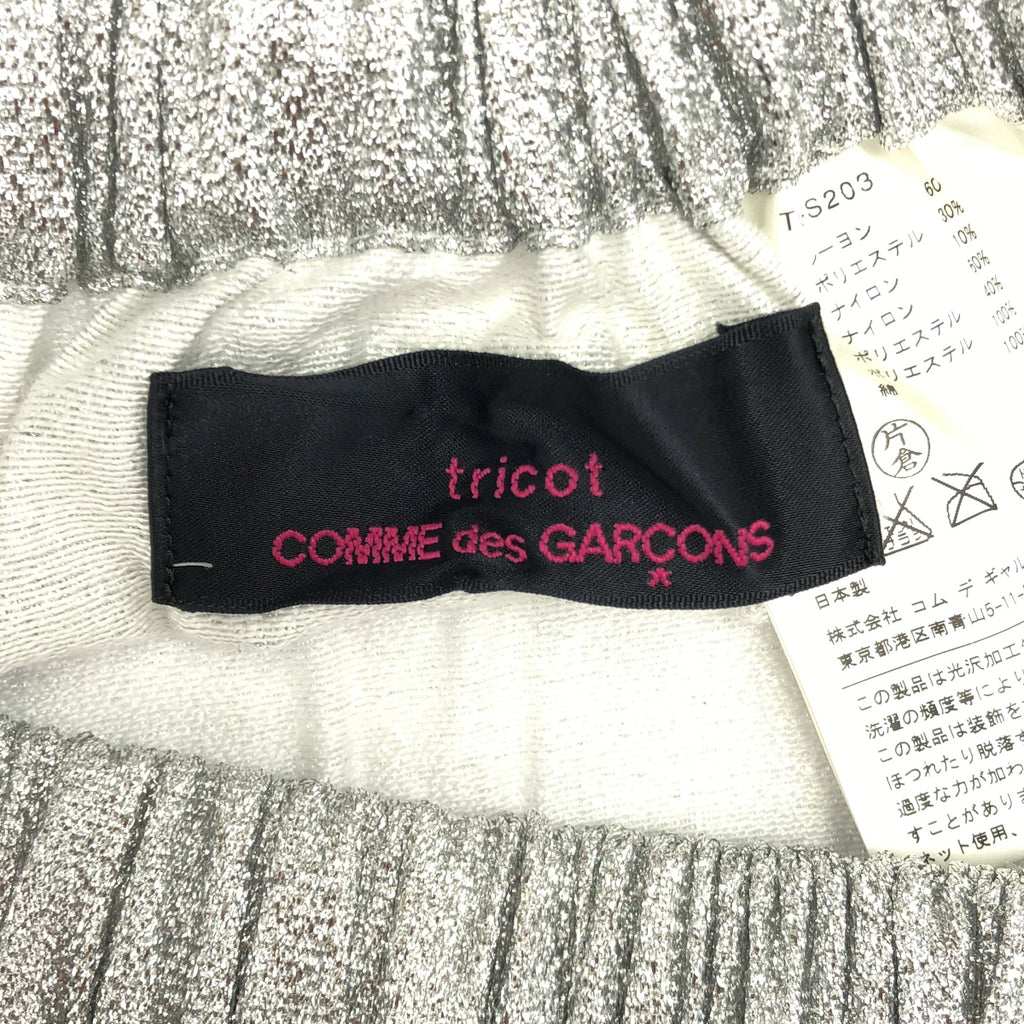 tricot
COMME des GARÇONS
T-S203
ーヨン 60
ポリエステル 30%
ナイロン 10%
ナイロン 60%
ポリエステル 40%
ポリエステル 100%
綿 100
片倉
日本製
株式会社 コム デ ギャル
東京都港区南青山5-11-
この製品は光沢加工
洗濯の頻度等により
この製品は装飾を
ほつれたり脱落す
過度な力が加わ
すことがありま
ネット使用、